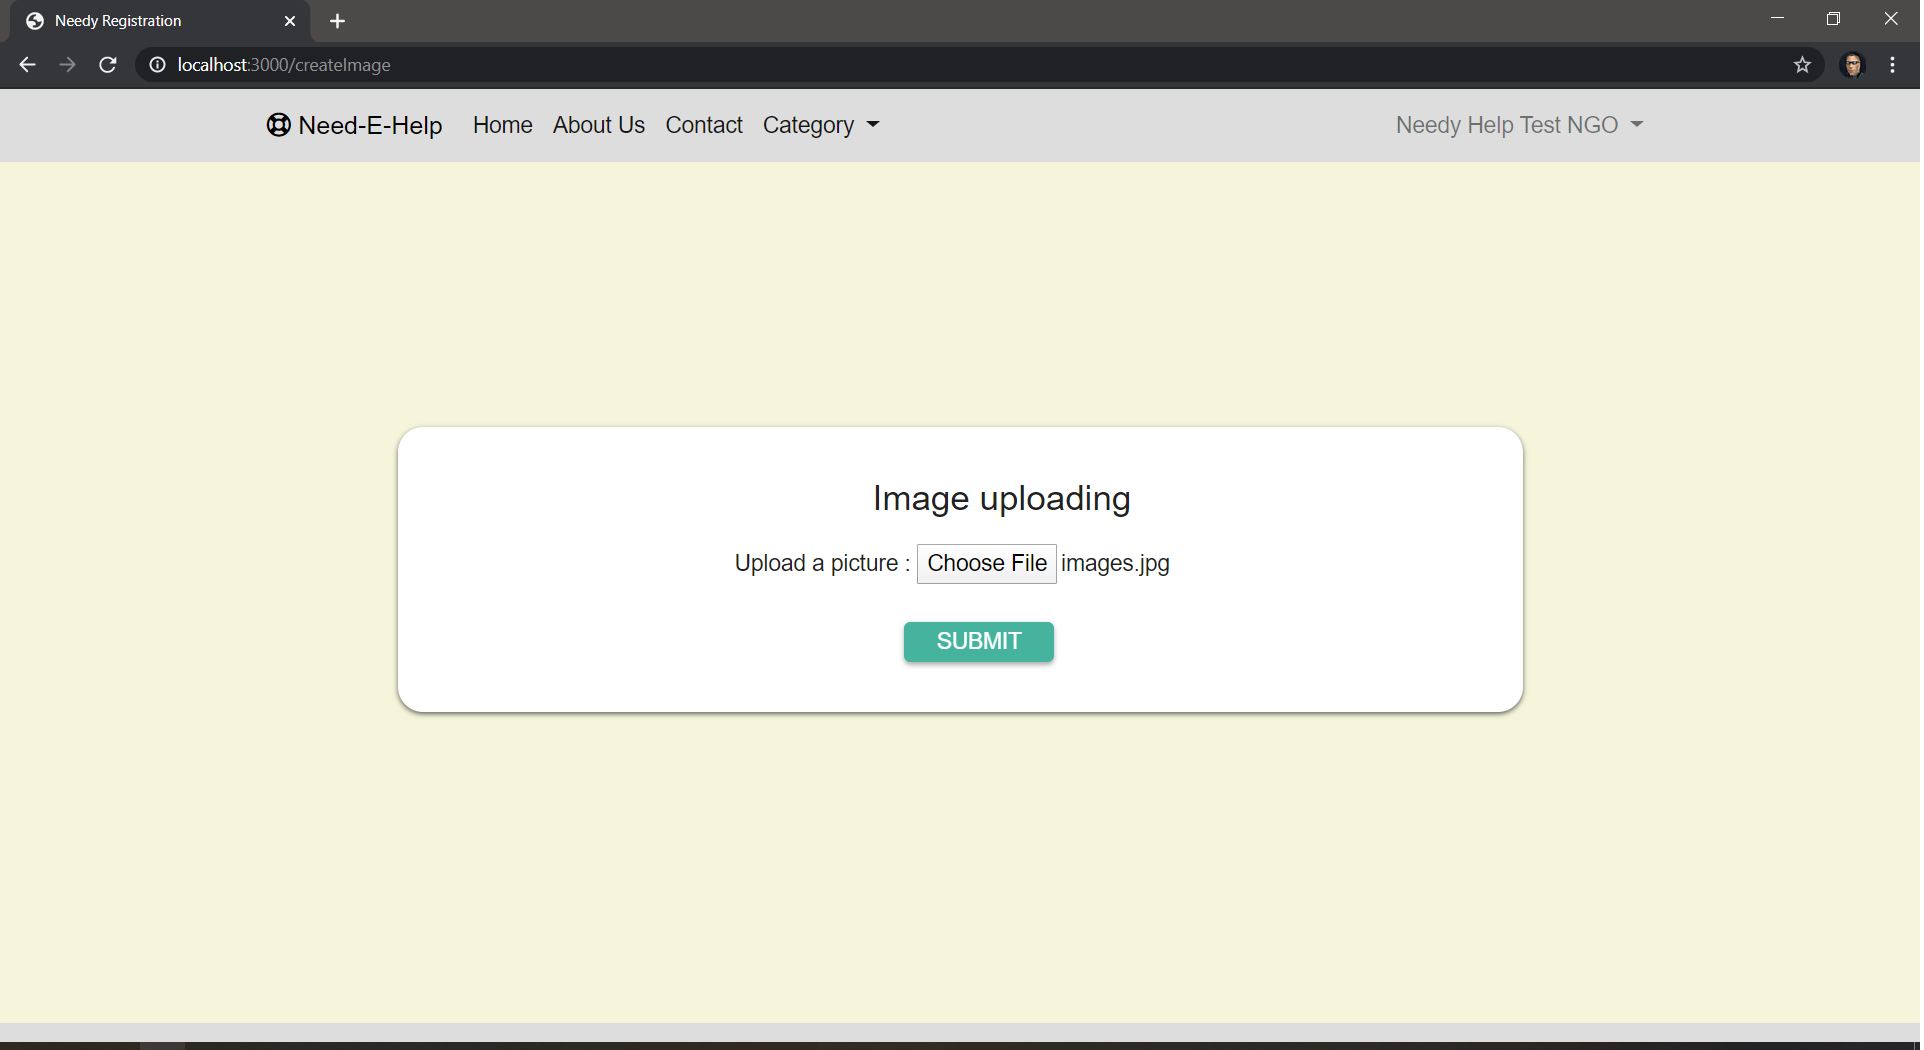 Needy Registration
localhost:3000/createImage
Need-E-Help Home About Us Contact Category Needy Help Test NGO
Image uploading
Upload a picture : Choose File images.jpg
SUBMIT